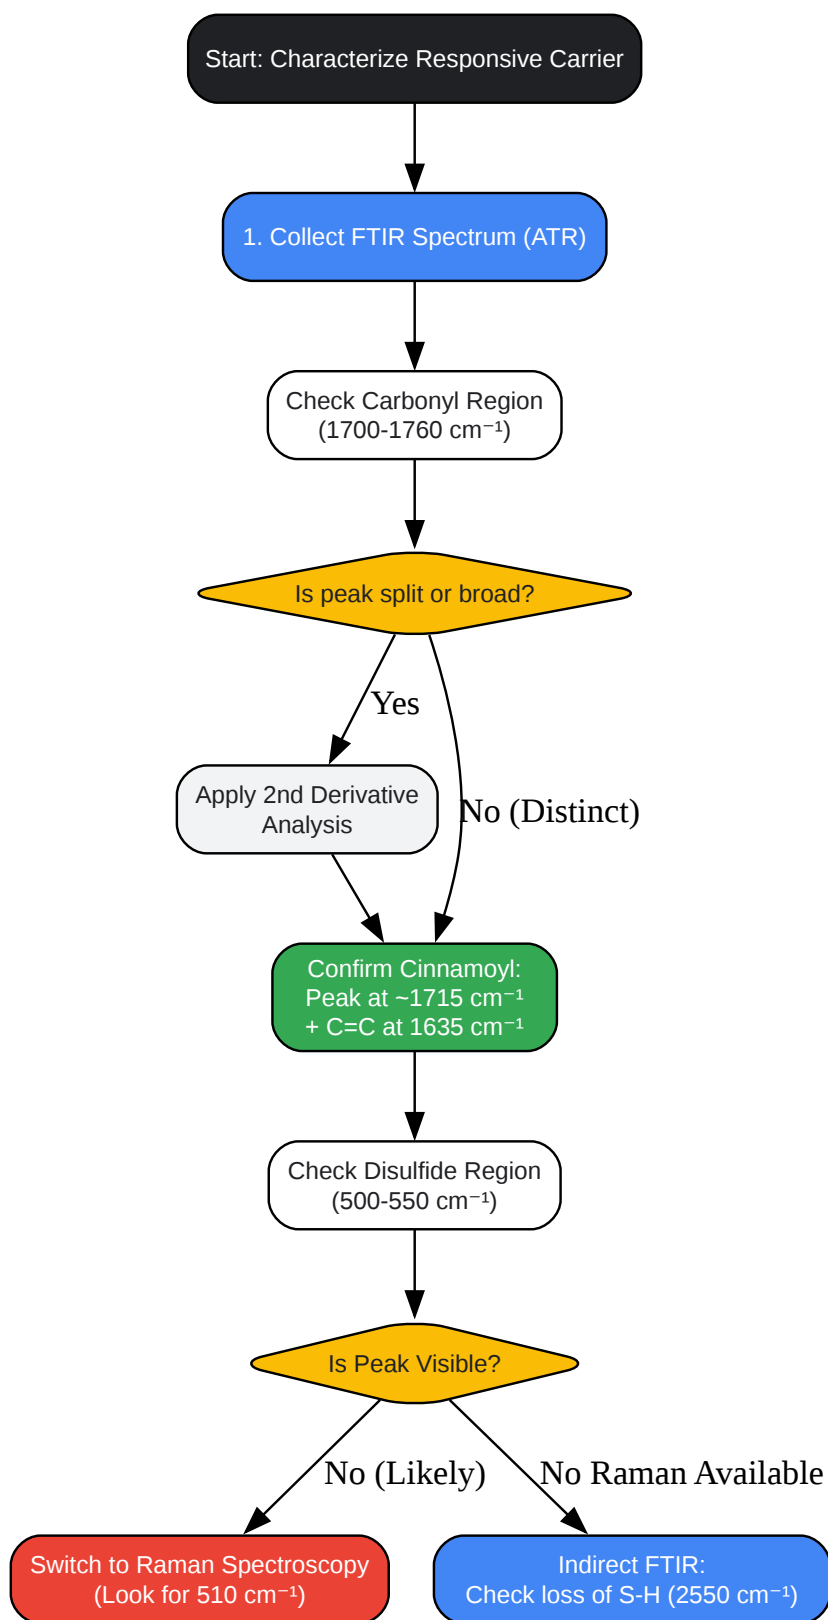 Start: Characterize Responsive Carrier
1. Collect FTIR Spectrum (ATR)
Check Carbonyl Region
(1700-1760 cm⁻¹)
Is peak split or broad?
Yes
Apply 2nd Derivative
Analysis
No (Distinct)
Confirm Cinnamoyl:
Peak at ~1715 cm⁻¹
+ C=C at 1635 cm⁻¹
Check Disulfide Region
(500-550 cm⁻¹)
Is Peak Visible?
No (Likely)
No Raman Available
Switch to Raman Spectroscopy
(Look for 510 cm⁻¹)
Indirect FTIR:
Check loss of S-H (2550 cm⁻¹)